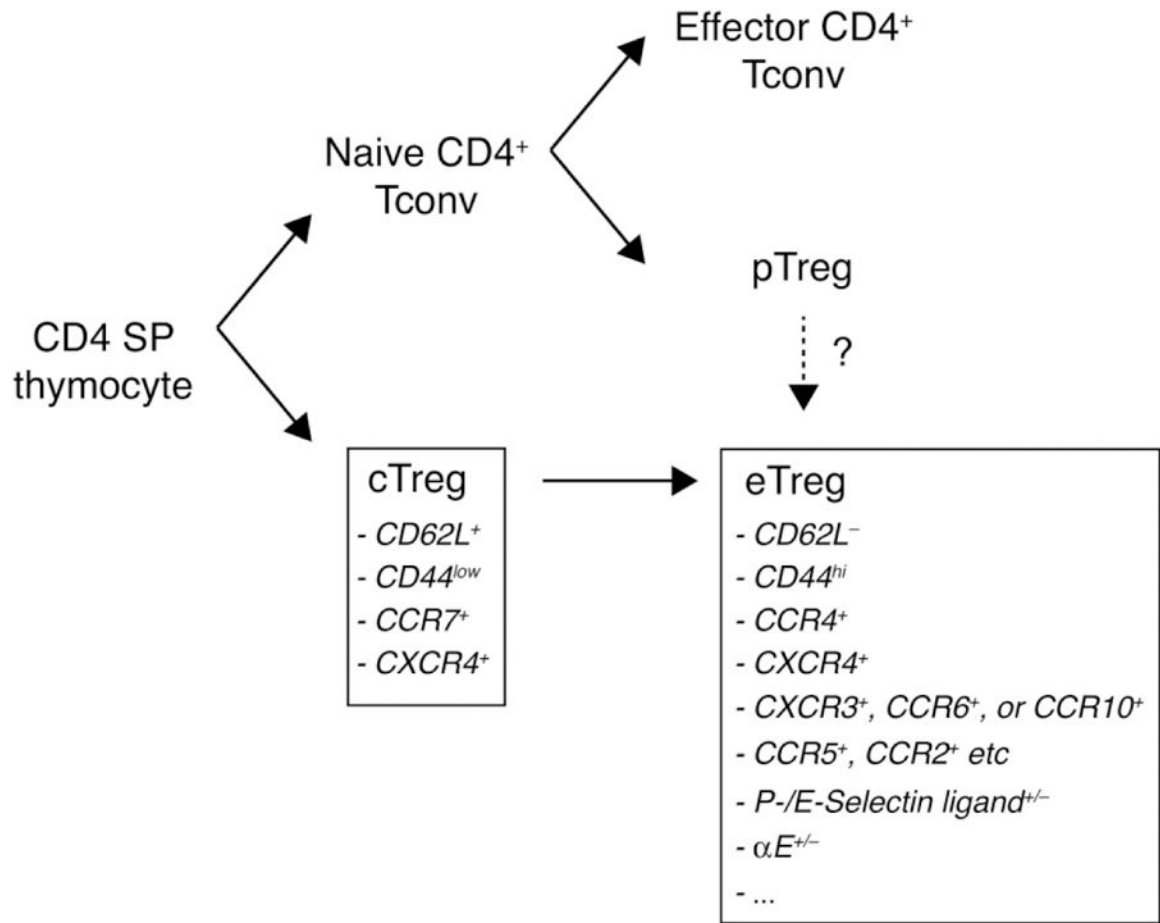 Effector CD4⁺
Tconv
Naive CD4⁺
Tconv
pTreg
?
CD4 SP
thymocyte
cTreg
- CD62L⁺
- CD44ˡᵒʷ
- CCR7⁺
- CXCR4⁺
eTreg
- CD62L⁻
- CD44ʰⁱ
- CCR4⁺
- CXCR4⁺
- CXCR3⁺, CCR6⁺, or CCR10⁺
- CCR5⁺, CCR2⁺ etc
- P-/E-Selectin ligand⁺/⁻
- αE⁺/⁻
- ...